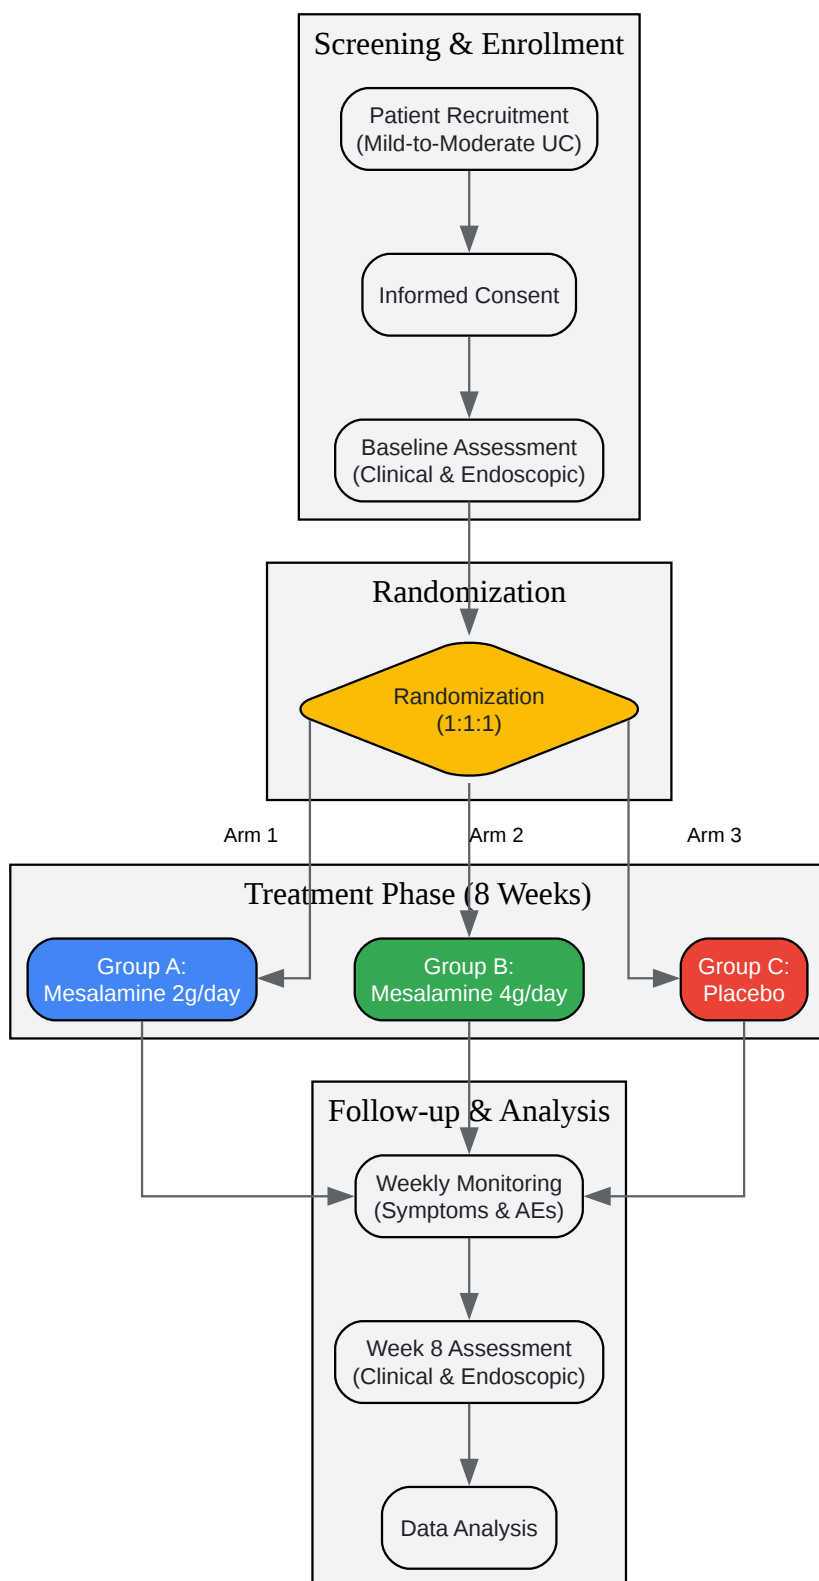 Screening & Enrollment
Patient Recruitment
(Mild-to-Moderate UC)
Informed Consent
Baseline Assessment
(Clinical & Endoscopic)
Randomization
Randomization
(1:1:1)
Arm 1
Arm 2
Arm 3
Treatment Phase (8 Weeks)
Group A:
Mesalamine 2g/day
Group B:
Mesalamine 4g/day
Group C:
Placebo
Follow-up & Analysis
Weekly Monitoring
(Symptoms & AEs)
Week 8 Assessment
(Clinical & Endoscopic)
Data Analysis